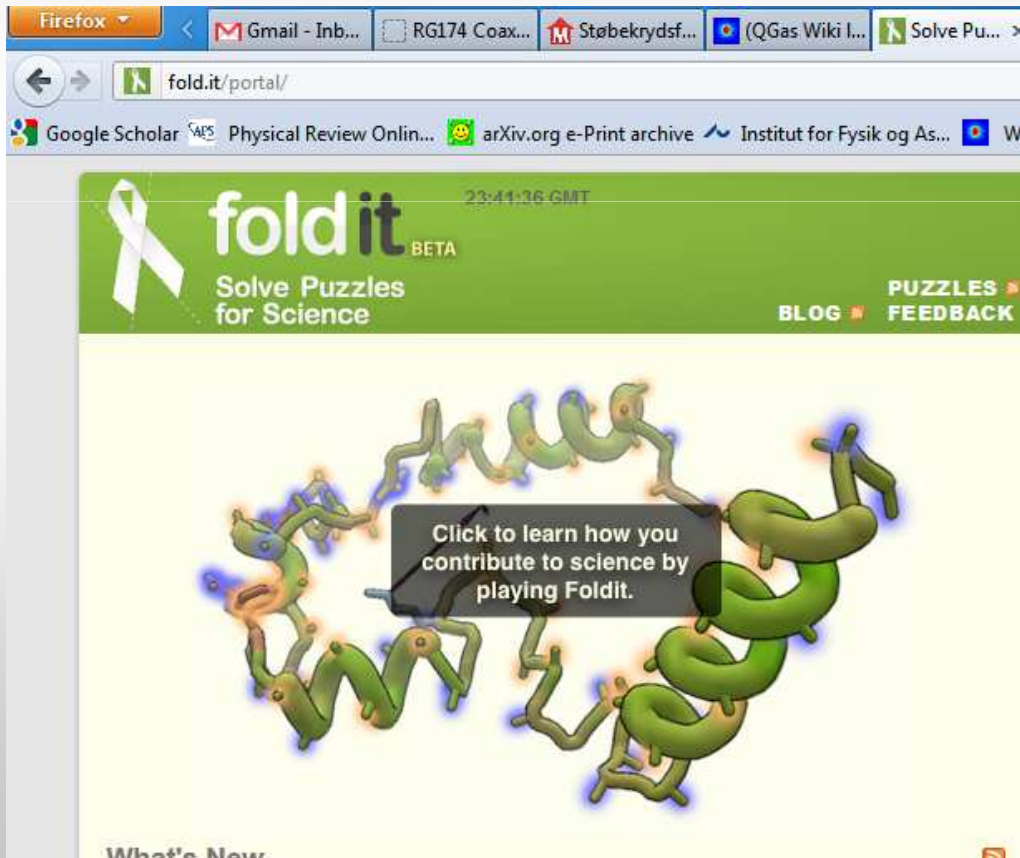 Firefox
Gmail - Inb... RG174 Coax... Støbekrydsf... (QGas Wiki I... Solve Pu...
fold.it/portal/
Google Scholar APS Physical Review Onlin... arXiv.org e-Print archive Institut for Fysik og As... W
23:41:36 GMT
foldit BETA
Solve Puzzles
for Science
PUZZLES
BLOG FEEDBACK
Click to learn how you
contribute to science by
playing Foldit.
What's New